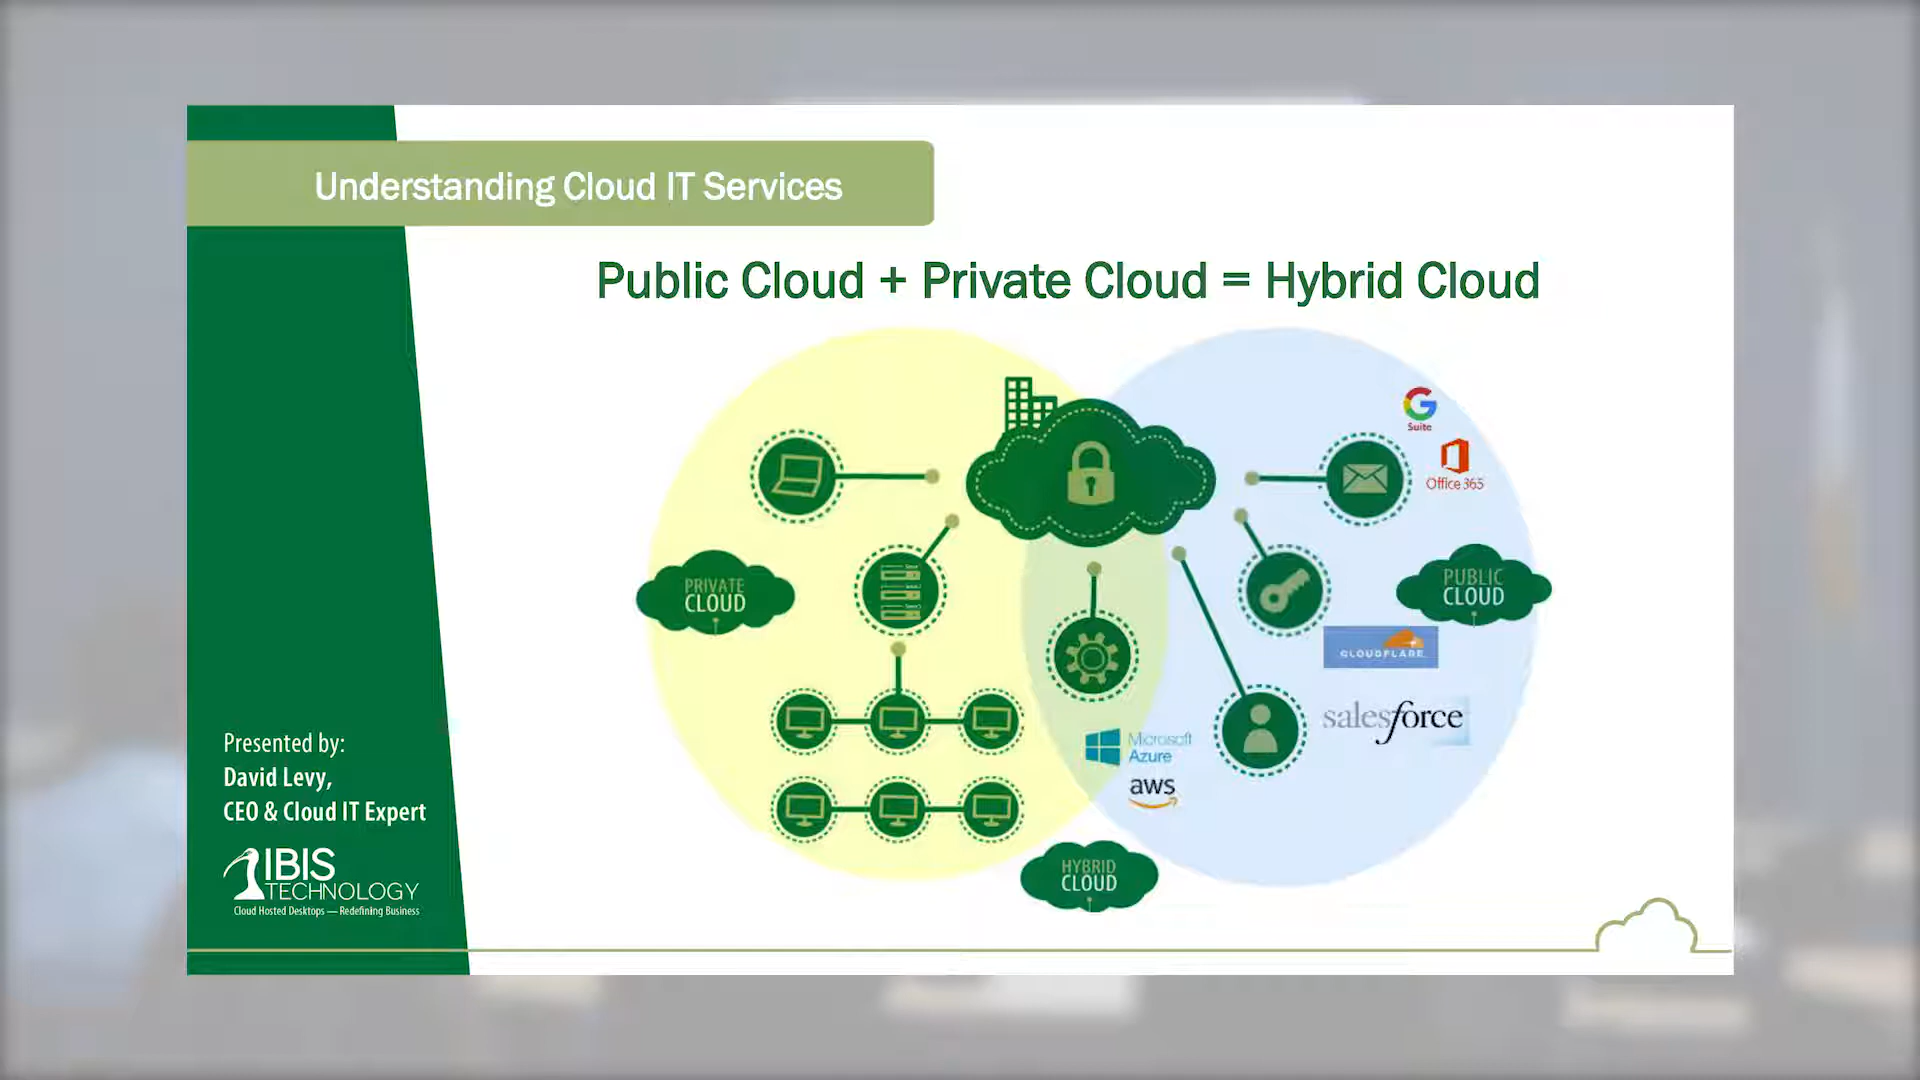 Understanding Cloud IT Services
Public Cloud + Private Cloud = Hybrid Cloud
G
Suite
Office 365
PRIVATE
CLOUD
PUBLIC
CLOUD
CLOUDFLARE
salesforce
Microsoft
Azure
aws
HYBRID
CLOUD
Presented by:
David Levy,
CEO & Cloud IT Expert
IBIS
TECHNOLOGY
Cloud Hosted Desktops — Redefining Business